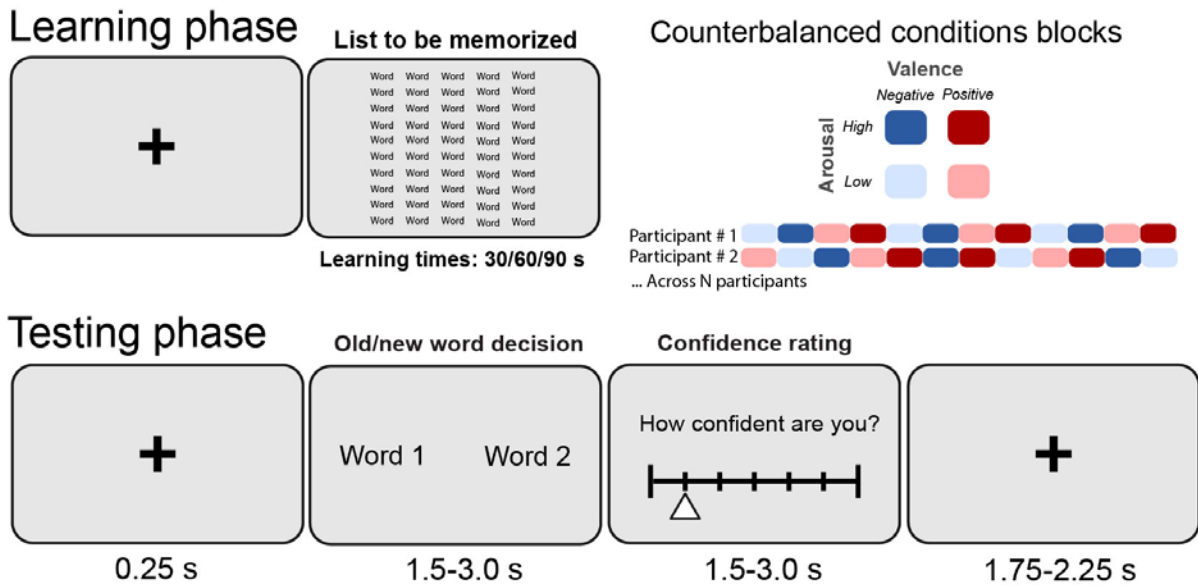 Learning phase
List to be memorized
Word Word Word Word Word
Word Word Word Word Word
Word Word Word Word Word
Word Word Word Word Word
Word Word Word Word Word
Word Word Word Word Word
Word Word Word Word Word
Word Word Word Word Word
Word Word Word Word Word
Word Word Word Word Word
Learning times: 30/60/90 s
Counterbalanced conditions blocks
Valence
Negative Positive
Arousal
High
Low
Participant # 1
Participant # 2
... Across N participants
Testing phase
Old/new word decision
Confidence rating
Word 1 Word 2
How confident are you?
0.25 s
1.5-3.0 s
1.5-3.0 s
1.75-2.25 s